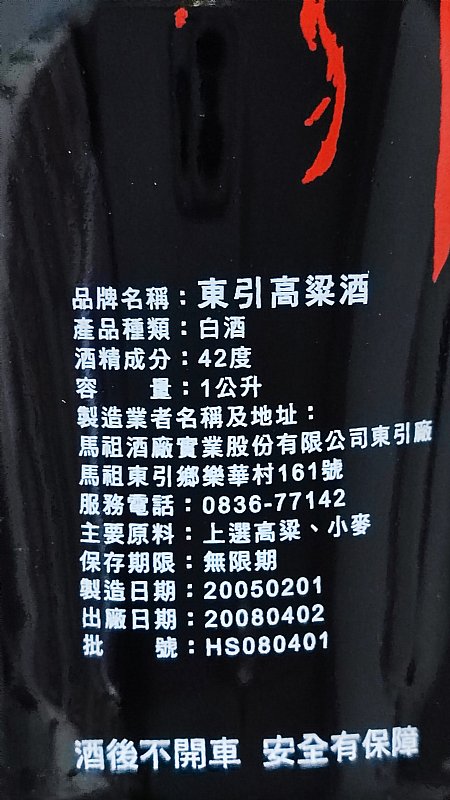 品牌名稱：東引高粱酒
產品種類：白酒
酒精成分：42度
容　　量：1公升
製造業者名稱及地址：
馬祖酒廠實業股份有限公司東引廠
馬祖東引鄉樂華村161號
服務電話：0836-77142
主要原料：上選高粱、小麥
保存期限：無限期
製造日期：20050201
出廠日期：20080402
批　　號：HS080401
酒後不開車 安全有保障